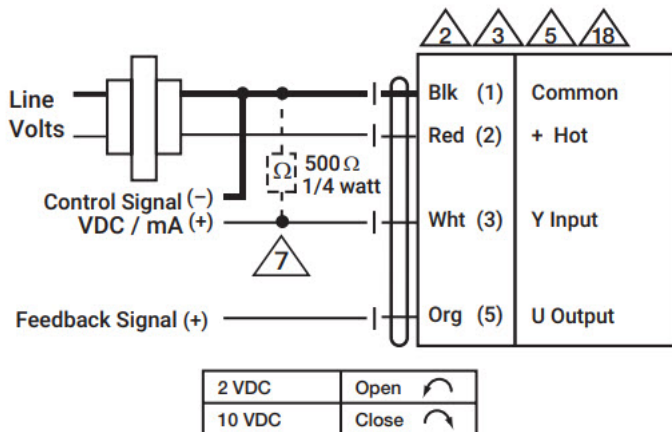 2 3 5 18
Line
Volts
Blk (1) Common
Red (2) + Hot
Ω 500 Ω
1/4 watt
Control Signal (−)
VDC / mA (+)
Wht (3) Y Input
7
Feedback Signal (+)
Org (5) U Output
2 VDC Open
10 VDC Close